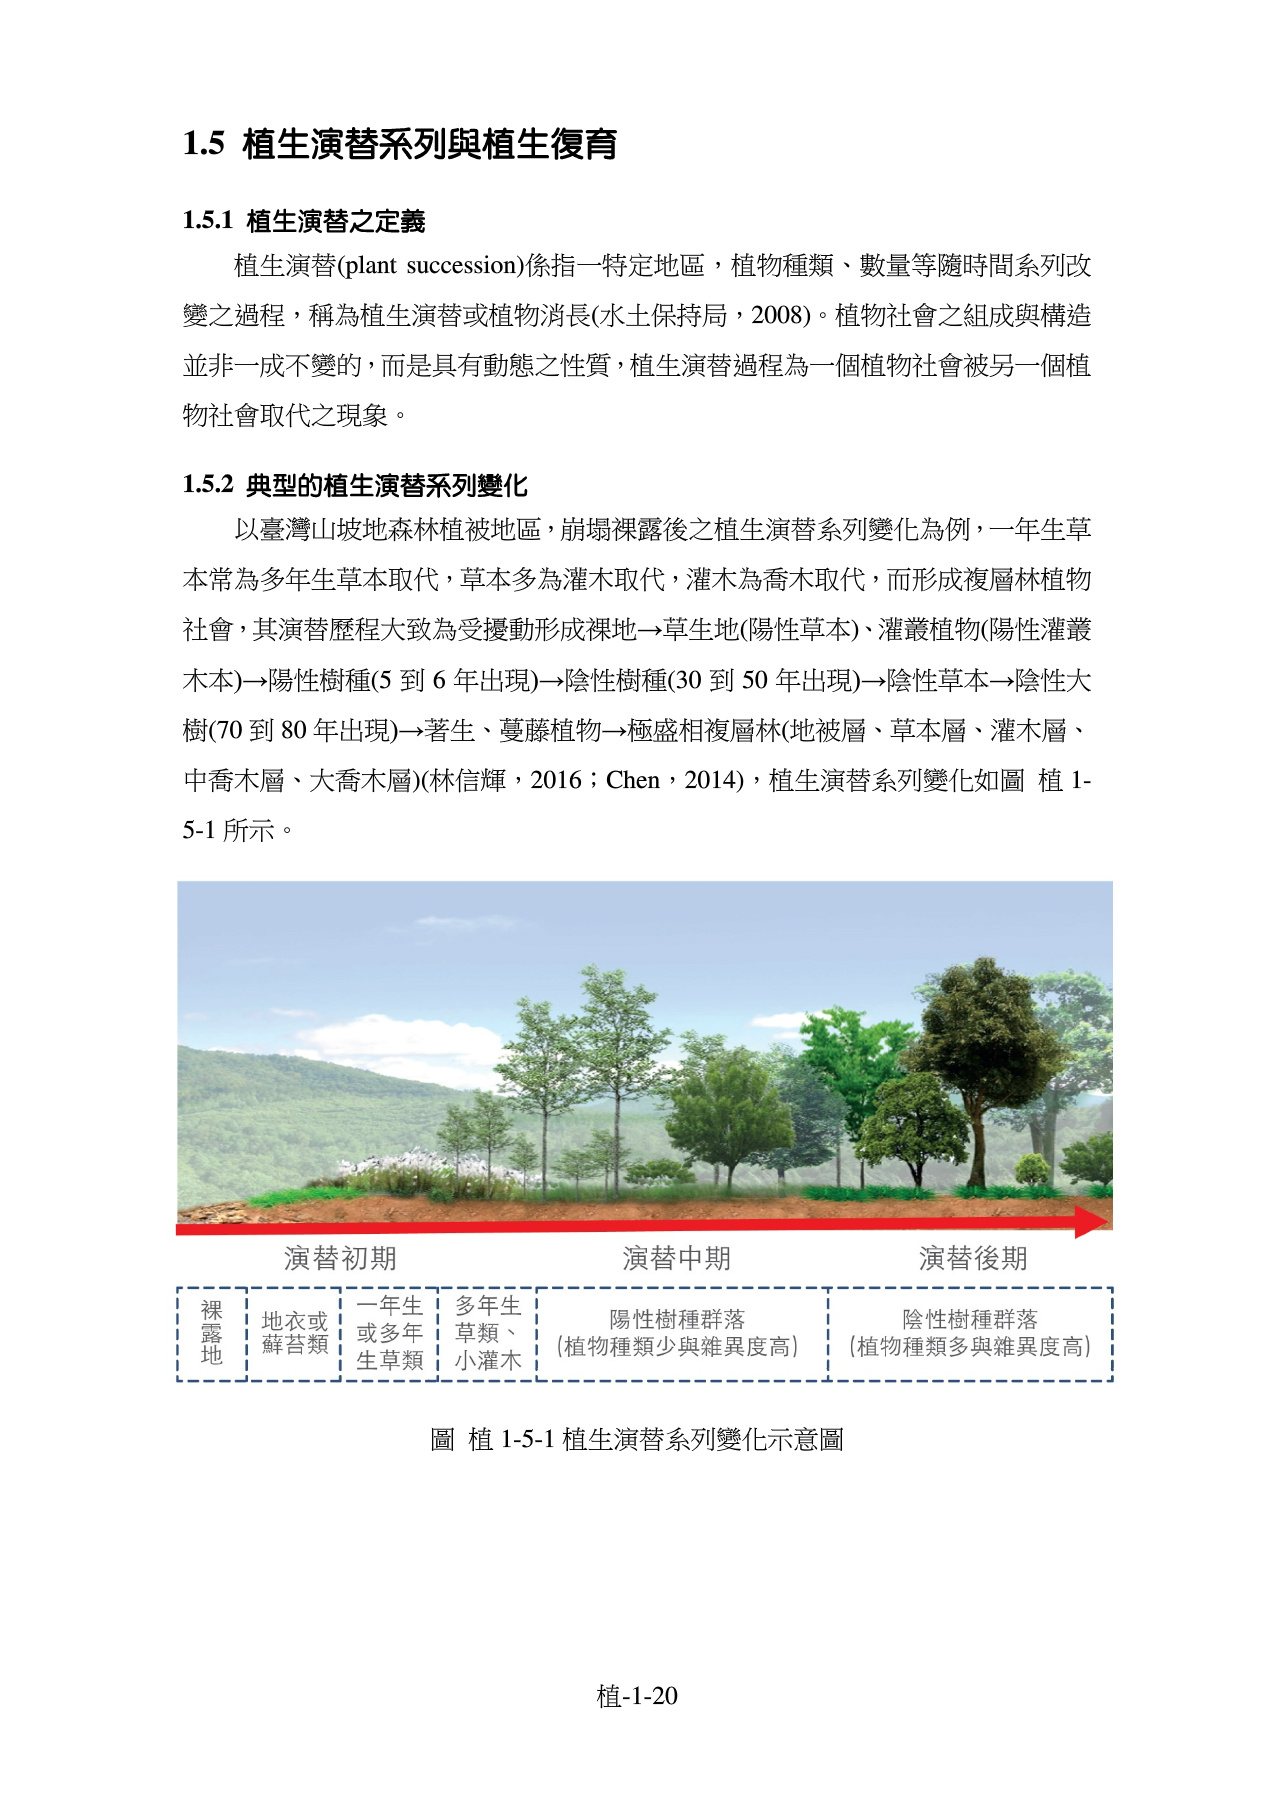 1.5 植生演替系列與植生復育
1.5.1 植生演替之定義
植生演替(plant succession)係指一特定地區，植物種類、數量等隨時間系列改
變之過程，稱為植生演替或植物消長(水土保持局，2008)。植物社會之組成與構造
並非一成不變的，而是具有動態之性質，植生演替過程為一個植物社會被另一個植
物社會取代之現象。
1.5.2 典型的植生演替系列變化
以臺灣山坡地森林植被地區，崩塌裸露後之植生演替系列變化為例，一年生草
本常為多年生草本取代，草本多為灌木取代，灌木為喬木取代，而形成複層林植物
社會，其演替歷程大致為受擾動形成裸地→草生地(陽性草本)、灌叢植物(陽性灌叢
木本)→陽性樹種(5 到 6 年出現)→陰性樹種(30 到 50 年出現)→陰性草本→陰性大
樹(70 到 80 年出現)→著生、蔓藤植物→極盛相複層林(地被層、草本層、灌木層、
中喬木層、大喬木層)(林信輝，2016；Chen，2014)，植生演替系列變化如圖 植 1-
5-1 所示。
演替初期 演替中期 演替後期
裸
露
地
地衣或
蘚苔類
一年生
或多年
生草類
多年生
草類、
小灌木
陽性樹種群落
(植物種類少與雜異度高)
陰性樹種群落
(植物種類多與雜異度高)
圖 植 1-5-1 植生演替系列變化示意圖
植-1-20